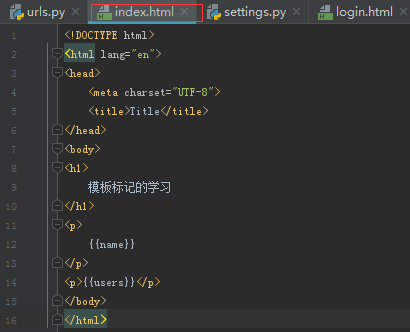 urls.py × index.html × settings.py × login.html
1 <!DOCTYPE html>
2 <html lang="en">
3 <head>
4 <meta charset="UTF-8">
5 <title>Title</title>
6 </head>
7 <body>
8 <h1>
9 模板标记的学习
10 </h1>
11 <p>
12 {{name}}
13 </p>
14 <p>{{users}}</p>
15 </body>
16 </html>